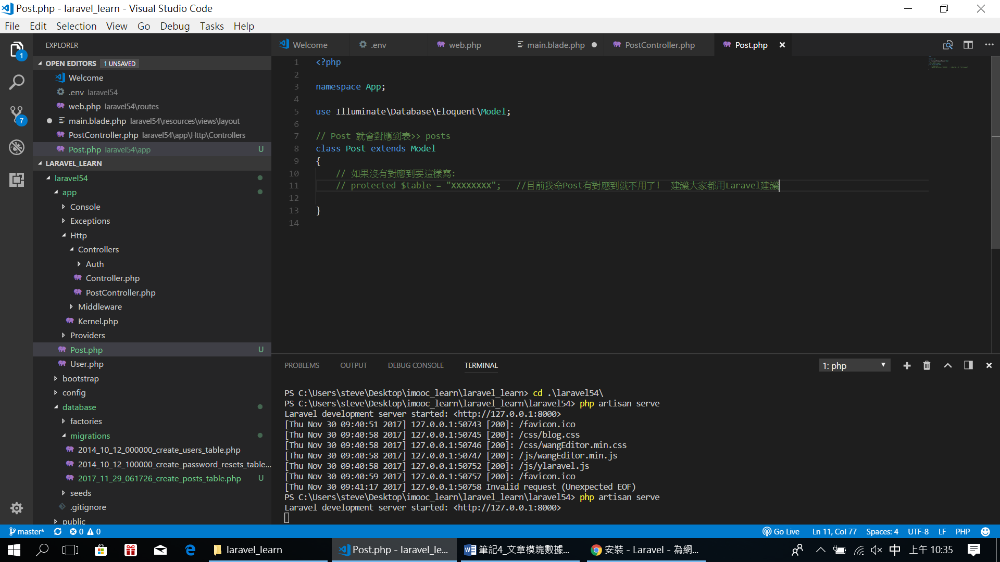 Post.php - laravel_learn - Visual Studio Code
File Edit Selection View Go Debug Tasks Help
EXPLORER
OPEN EDITORS 1 UNSAVED
Welcome
.env laravel54
web.php laravel54\routes
main.blade.php laravel54\resources\views\layout
PostController.php laravel54\app\Http\Controllers
Post.php laravel54\app U
LARAVEL_LEARN
laravel54
app
Console
Exceptions
Http
Controllers
Auth
Controller.php
PostController.php
Middleware
Kernel.php
Providers
Post.php U
User.php
bootstrap
config
database
factories
migrations
2014_10_12_000000_create_users_table.php
2014_10_12_100000_create_password_resets_table...
2017_11_29_061726_create_posts_table.php U
seeds
.gitignore
public
1
7
Welcome .env web.php main.blade.php PostController.php Post.php
1 <?php
2
3 namespace App;
4
5 use Illuminate\Database\Eloquent\Model;
6
7 // Post 就會對應到表>> posts
8 class Post extends Model
9 {
10 // 如果沒有對應到要這樣寫:
11 // protected $table = "XXXXXXXX"; //目前我命Post有對應到就不用了! 建議大家都用Laravel建議
12
13 }
14
PROBLEMS OUTPUT DEBUG CONSOLE TERMINAL 1: php
PS C:\Users\steve\Desktop\imooc_learn\laravel_learn> cd .\laravel54\
PS C:\Users\steve\Desktop\imooc_learn\laravel_learn\laravel54> php artisan serve
Laravel development server started: <http://127.0.0.1:8000>
[Thu Nov 30 09:40:51 2017] 127.0.0.1:50743 [200]: /favicon.ico
[Thu Nov 30 09:40:58 2017] 127.0.0.1:50745 [200]: /css/blog.css
[Thu Nov 30 09:40:58 2017] 127.0.0.1:50746 [200]: /css/wangEditor.min.css
[Thu Nov 30 09:40:58 2017] 127.0.0.1:50747 [200]: /js/wangEditor.min.js
[Thu Nov 30 09:40:58 2017] 127.0.0.1:50752 [200]: /js/ylaravel.js
[Thu Nov 30 09:40:59 2017] 127.0.0.1:50757 [200]: /favicon.ico
[Thu Nov 30 09:41:17 2017] 127.0.0.1:50758 Invalid request (Unexpected EOF)
PS C:\Users\steve\Desktop\imooc_learn\laravel_learn\laravel54> php artisan serve
Laravel development server started: <http://127.0.0.1:8000>
master* 0 0 Go Live Ln 11, Col 77 Spaces: 4 UTF-8 LF PHP
laravel_learn Post.php - laravel_le... 筆記4_文章模塊數據... 安裝 - Laravel - 為網... 中 上午 10:35